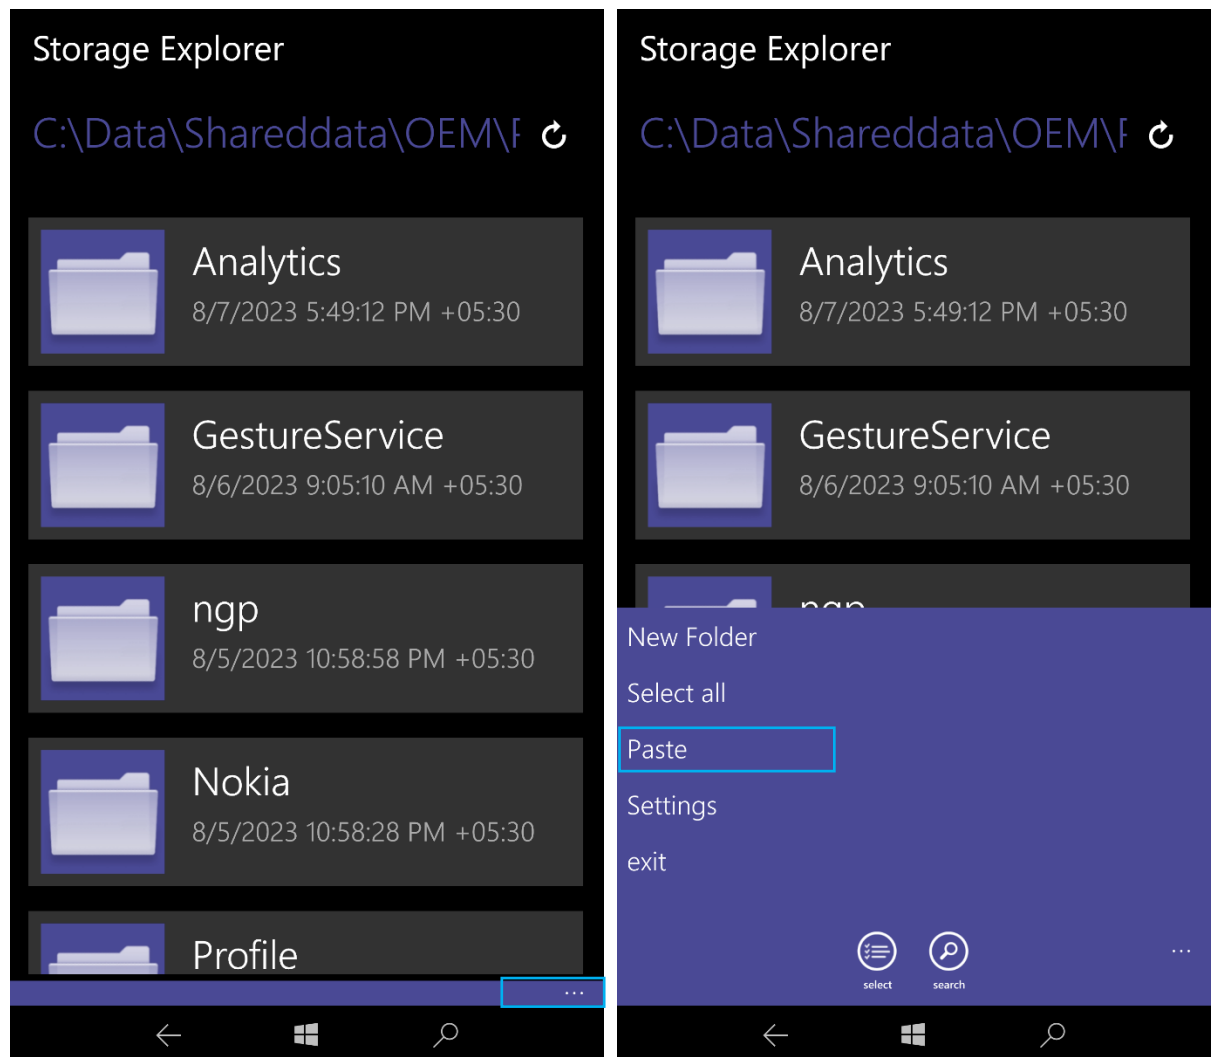 Storage Explorer
C:\Data\Shareddata\OEM\
Analytics
8/7/2023 5:49:12 PM +05:30
GestureService
8/6/2023 9:05:10 AM +05:30
ngp
8/5/2023 10:58:58 PM +05:30
Nokia
8/5/2023 10:58:28 PM +05:30
Profile
...
Storage Explorer
C:\Data\Shareddata\OEM\
Analytics
8/7/2023 5:49:12 PM +05:30
GestureService
8/6/2023 9:05:10 AM +05:30
ngp
New Folder
Select all
Paste
Settings
exit
select
search
...